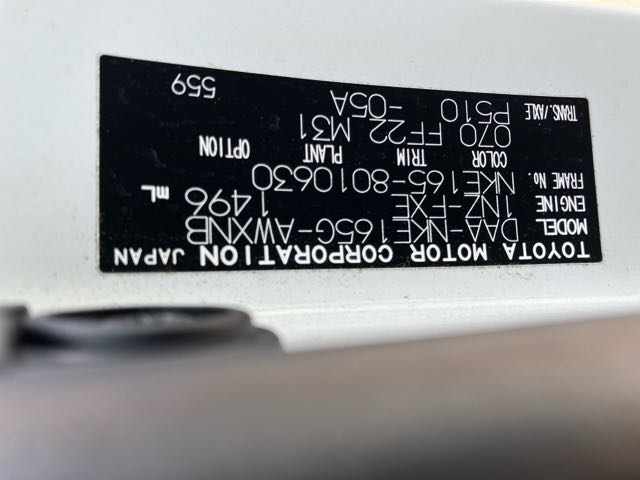 TOYOTA MOTOR CORPORATION JAPAN
MODEL DAA-NKE165G-AWXNB
ENGINE 1NZ-FXE 1496 mL
FRAME No. NKE165-8010630
COLOR TRIM PLANT OPTION
070 FF22 M31
TRANS./AXLE P510 -05A
559